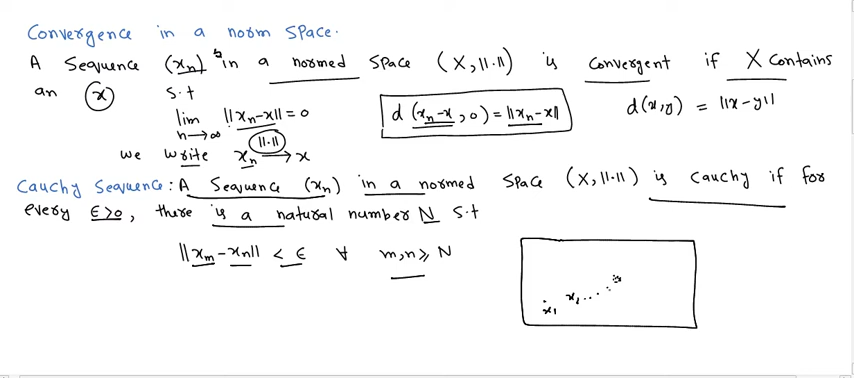 Convergence in a norm Space.
A Sequence (xₙ) in a normed Space (X, ||·||) is convergent if X contains
an x s.t
lim n→∞ ||xₙ-x|| = 0
d(xₙ-x, 0) = ||xₙ-x||
d(x,y) = ||x-y||
we write xₙ →^{||·||} x
Cauchy Sequence: A Sequence (xₙ) in a normed Space (X, ||·||) is cauchy if for
every ϵ>0, there is a natural number N s.t
||xₘ-xₙ|| < ϵ ∀ m,n ≥ N
x₁ x₂ .....